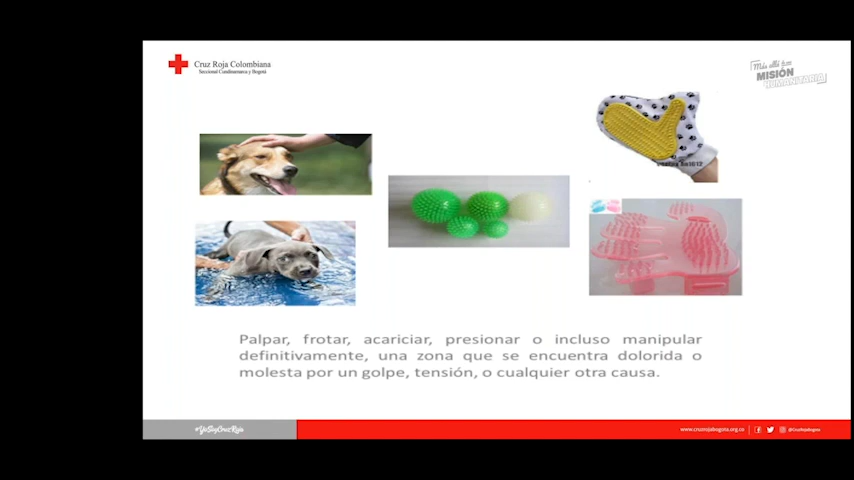 Cruz Roja Colombiana
Seccional Cundinamarca y Bogotá
Más allá de tu
MISIÓN
HUMANITARIA
Palpar, frotar, acariciar, presionar o incluso manipular
definitivamente, una zona que se encuentra dolorida o
molesta por un golpe, tensión, o cualquier otra causa.
#YoSoyCruzRoja
www.cruzrojabogota.org.co
@CruzRojabogota